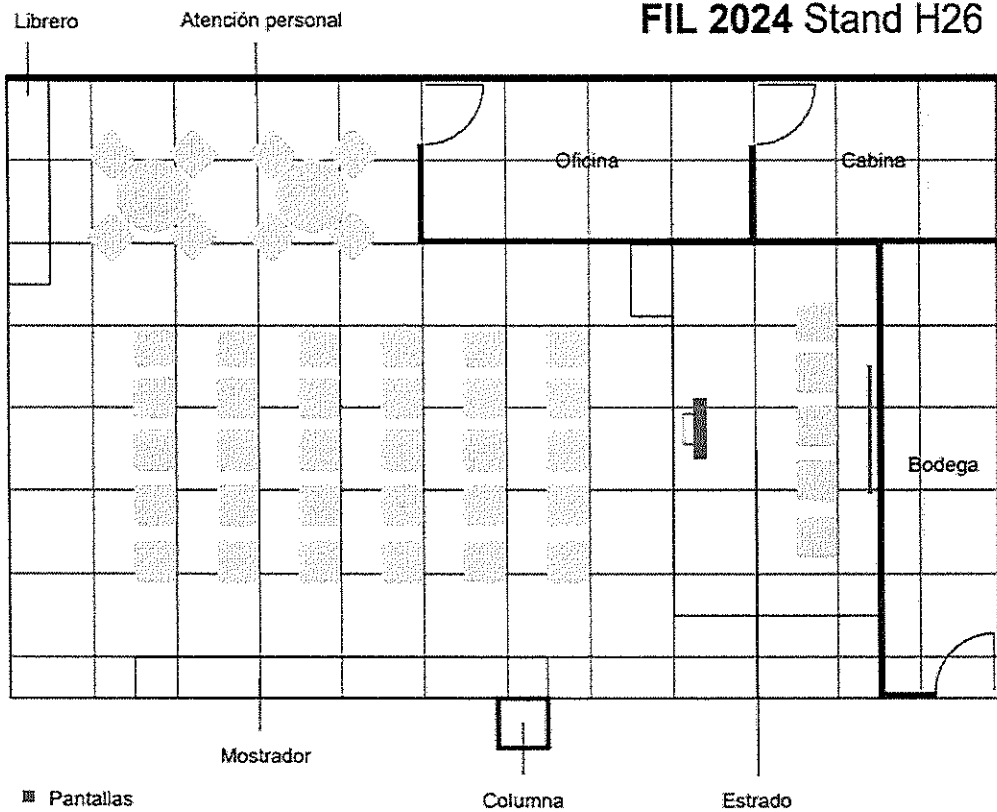 Librero
Atención personal
FIL 2024 Stand H26
Oficina
Cabina
Bodega
Mostrador
Pantallas
Columna
Estrado